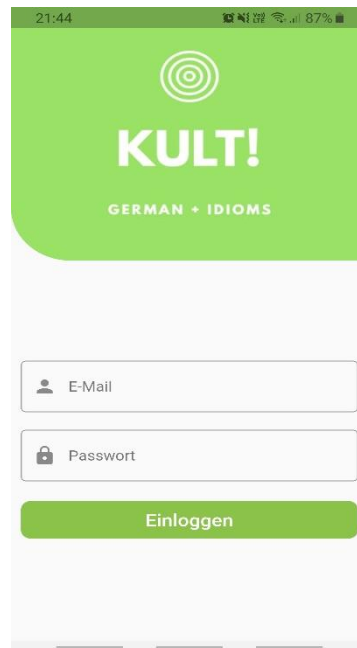 21:44 87%
KULT!
GERMAN + IDIOMS
E-Mail
Passwort
Einloggen